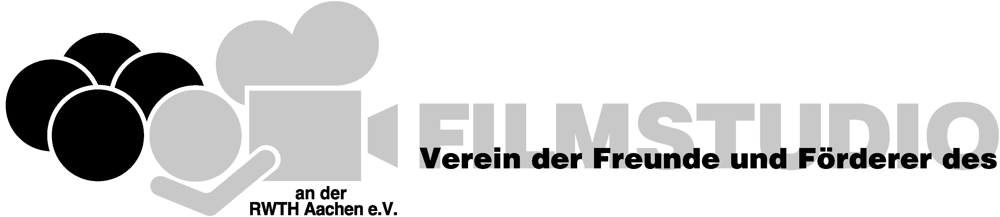 FILMSTUDIO
Verein der Freunde und Förderer des
an der
RWTH Aachen e.V.